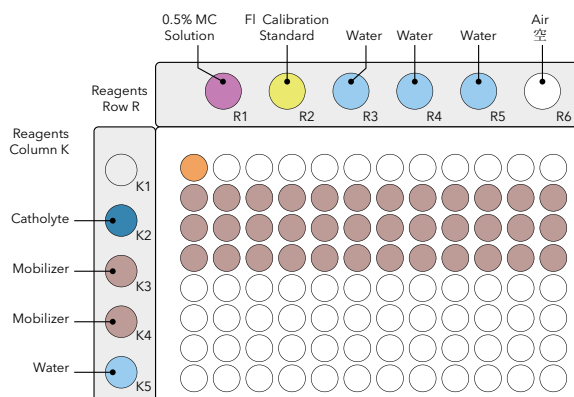 0.5% MC
Solution
Fl Calibration
Standard
Water
Water
Water
Air
空
Reagents
Row R
R1
R2
R3
R4
R5
R6
Reagents
Column K
K1
Catholyte
K2
Mobilizer
K3
Mobilizer
K4
Water
K5